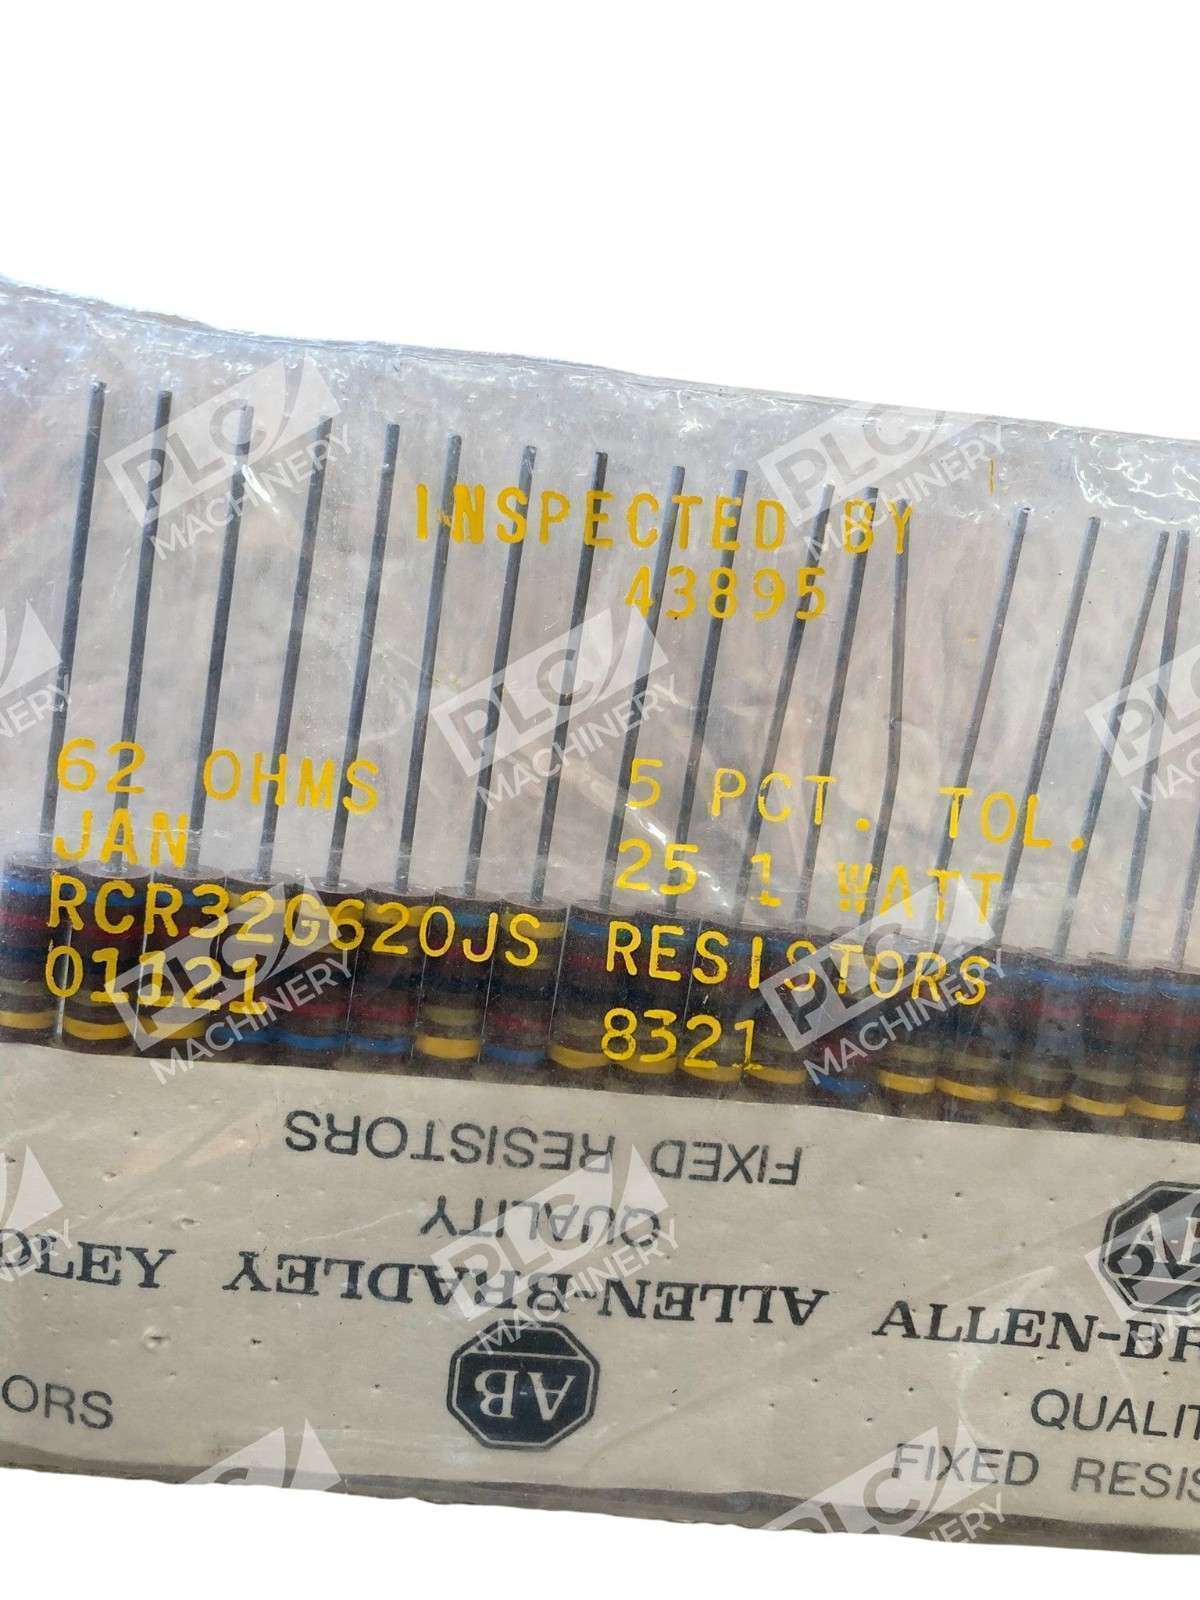 INSPECTED BY
43895
62 OHMS 5 PCT. TOL.
JAN 25 1 WATT
RCR32G620JS RESISTORS
01121 8321
FIXED RESISTORS
QUALITY
ALLEN-BRADLEY
AB
DLEY
ORS
ALLEN-BR
QUALIT
FIXED RESIS
PLC MACHINERY